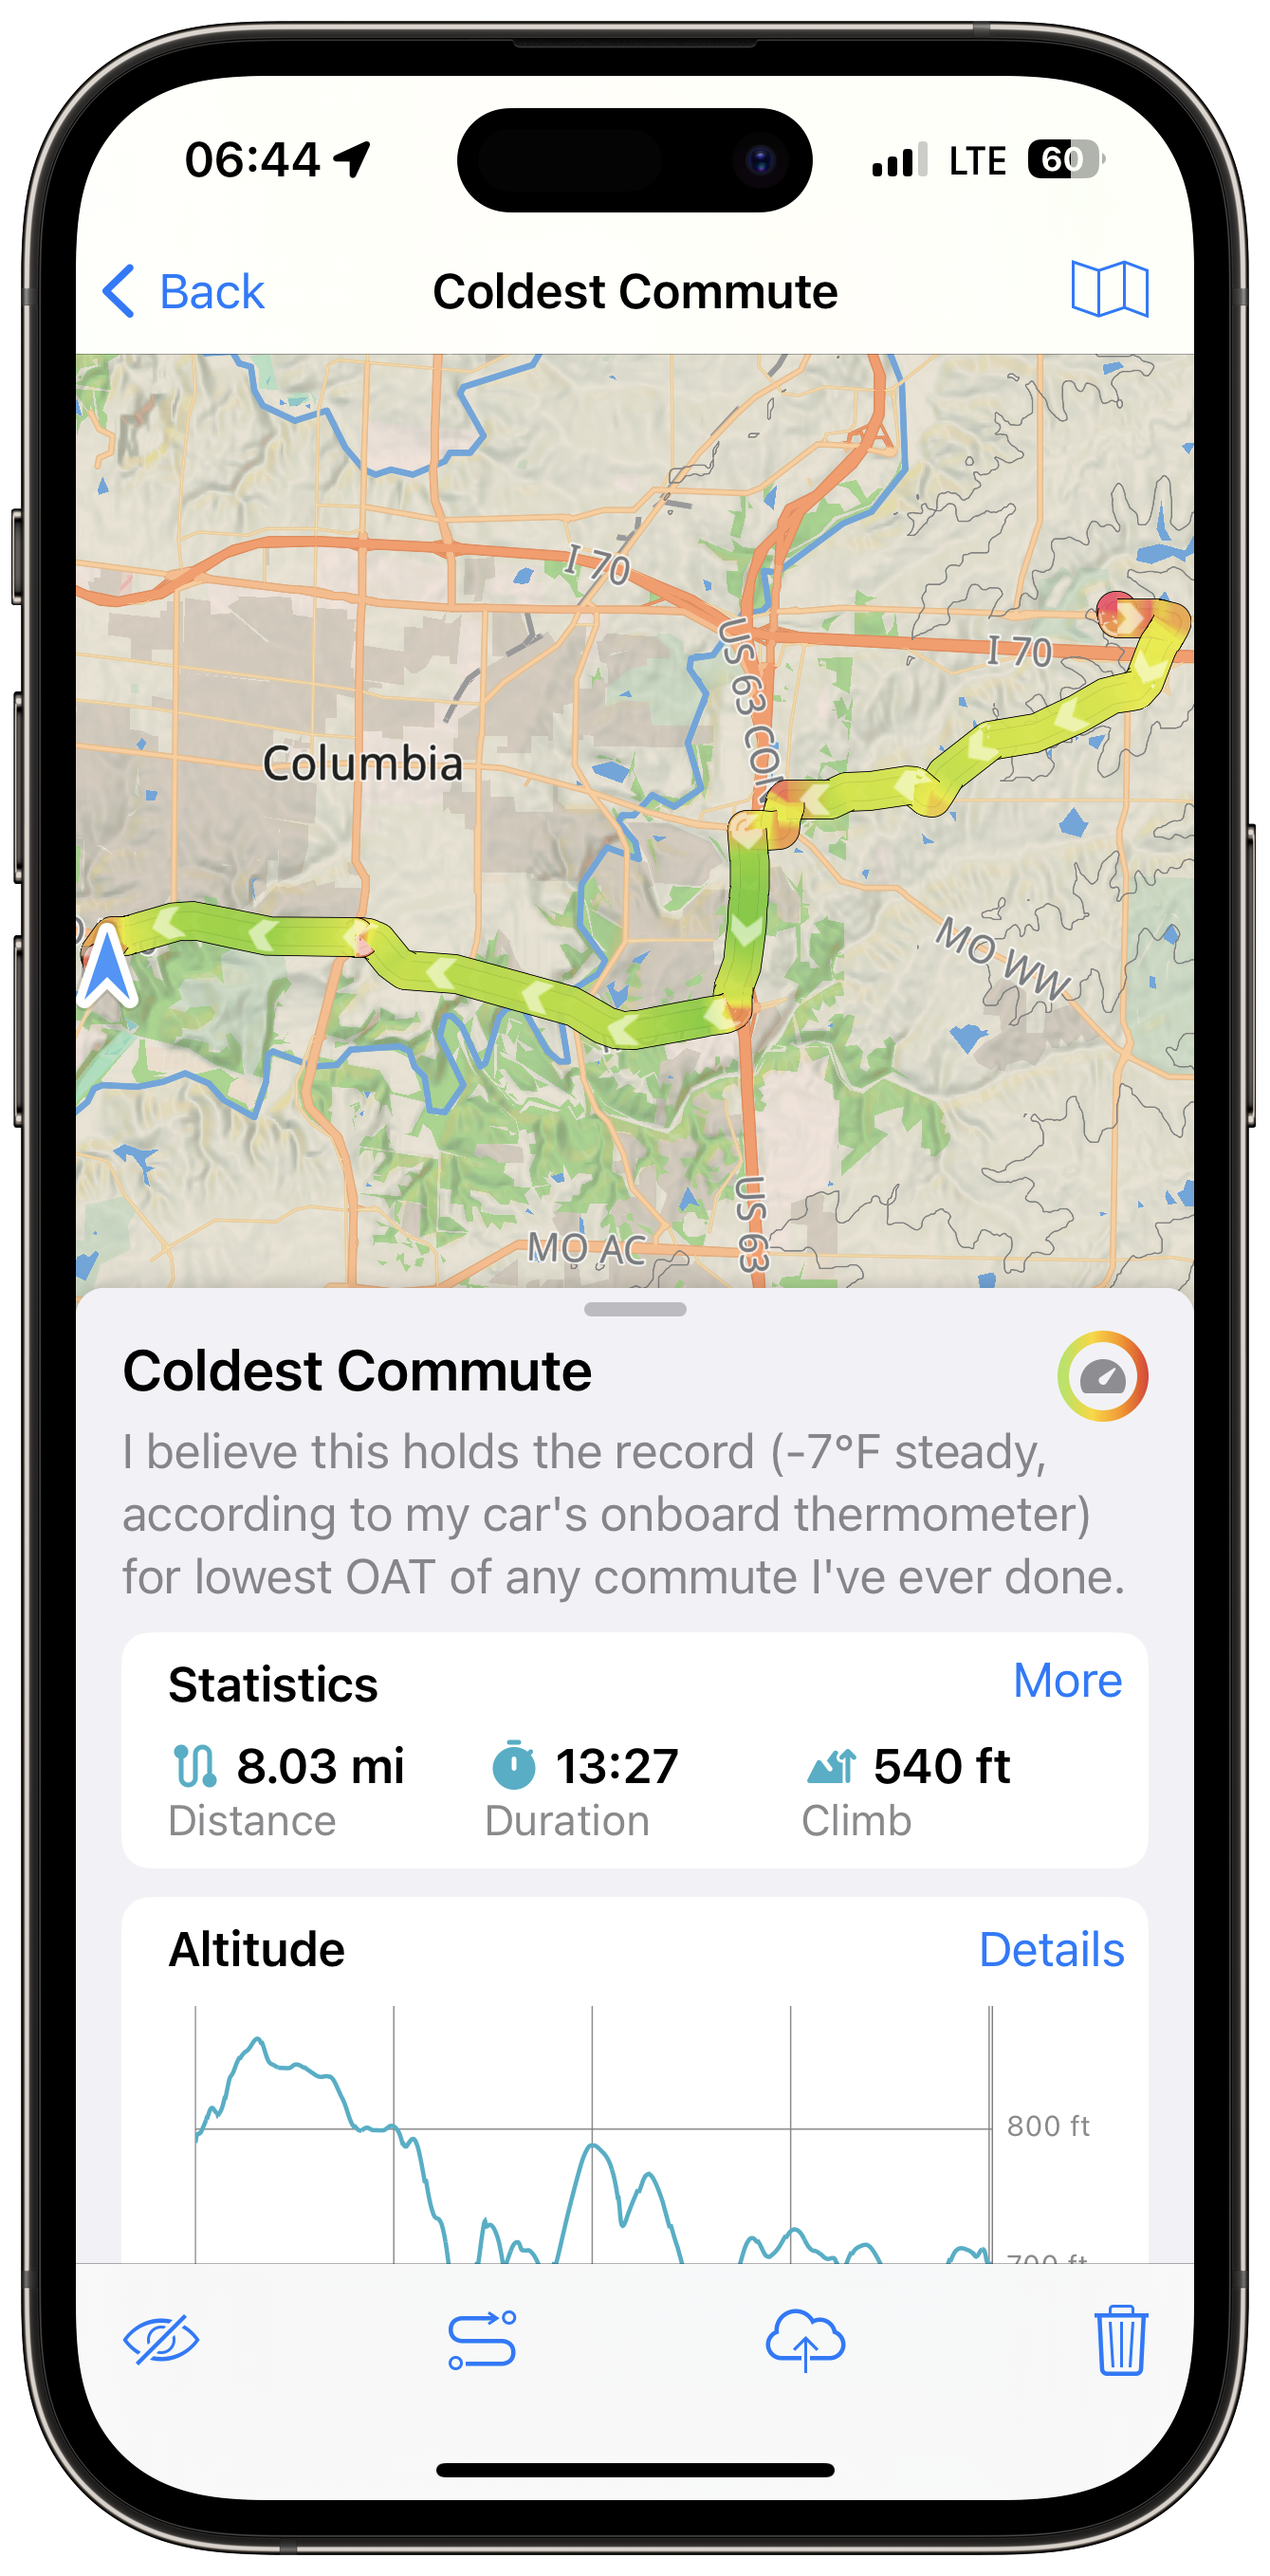 06:44
LTE
60
Back
Coldest Commute
I 70
I 70
US 63 CON
Columbia
MO WW
MO AC
US 63
Coldest Commute
I believe this holds the record (-7°F steady,
according to my car's onboard thermometer)
for lowest OAT of any commute I've ever done.
Statistics
More
8.03 mi
13:27
540 ft
Distance
Duration
Climb
Altitude
Details
800 ft
700 ft